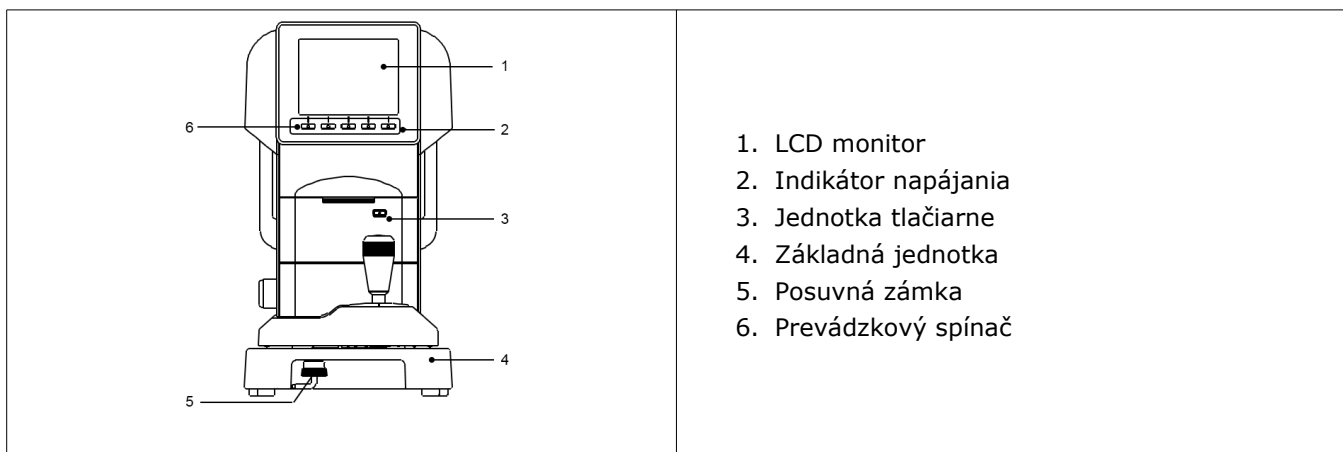 1
6
2
3
4
5
1. LCD monitor
2. Indikátor napájania
3. Jednotka tlačiarne
4. Základná jednotka
5. Posuvná zámka
6. Prevádzkový spínač